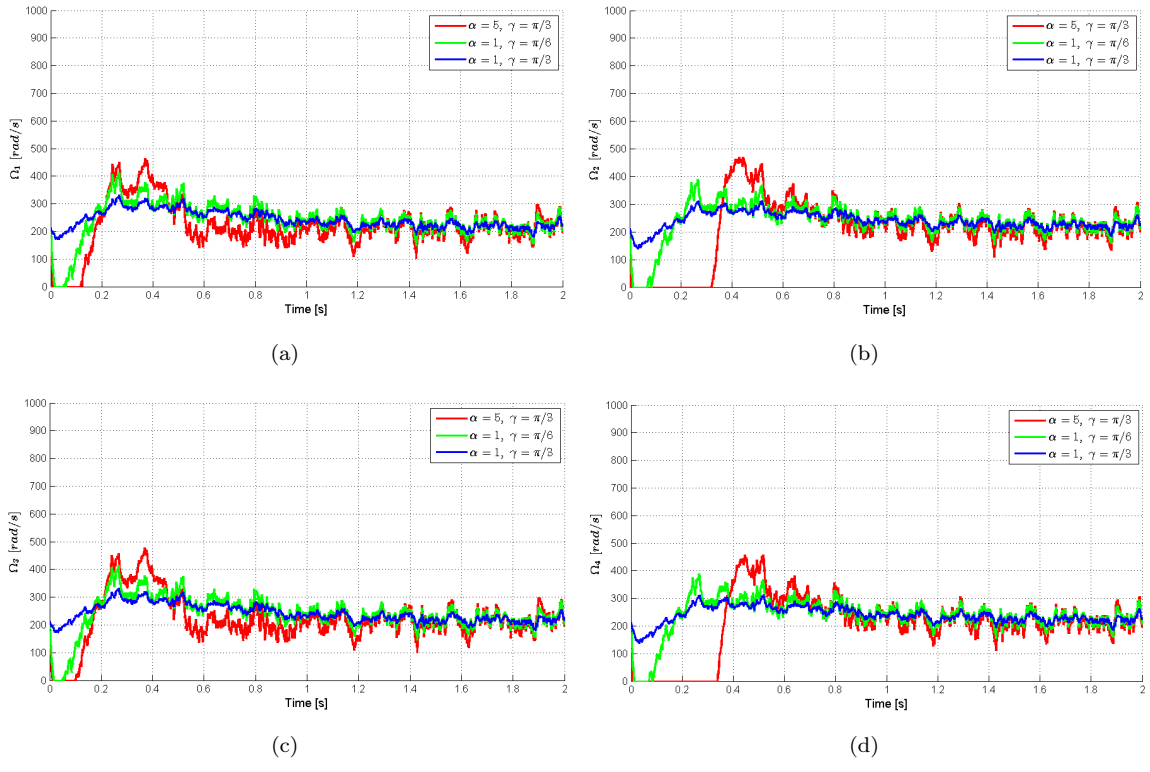 1000
900
800
700
600
500
400
300
200
100
0
Ω₁ [rad/s]
α = 5, γ = π/3
α = 1, γ = π/6
α = 1, γ = π/3
0 0.2 0.4 0.6 0.8 1 1.2 1.4 1.6 1.8 2
Time [s]
(a)
1000
900
800
700
600
500
400
300
200
100
0
Ω₂ [rad/s]
α = 5, γ = π/3
α = 1, γ = π/6
α = 1, γ = π/3
0 0.2 0.4 0.6 0.8 1 1.2 1.4 1.6 1.8 2
Time [s]
(b)
1000
900
800
700
600
500
400
300
200
100
0
Ω₃ [rad/s]
α = 5, γ = π/3
α = 1, γ = π/6
α = 1, γ = π/3
0 0.2 0.4 0.6 0.8 1 1.2 1.4 1.6 1.8 2
Time [s]
(c)
1000
900
800
700
600
500
400
300
200
100
0
Ω₄ [rad/s]
α = 5, γ = π/3
α = 1, γ = π/6
α = 1, γ = π/3
0 0.2 0.4 0.6 0.8 1 1.2 1.4 1.6 1.8 2
Time [s]
(d)